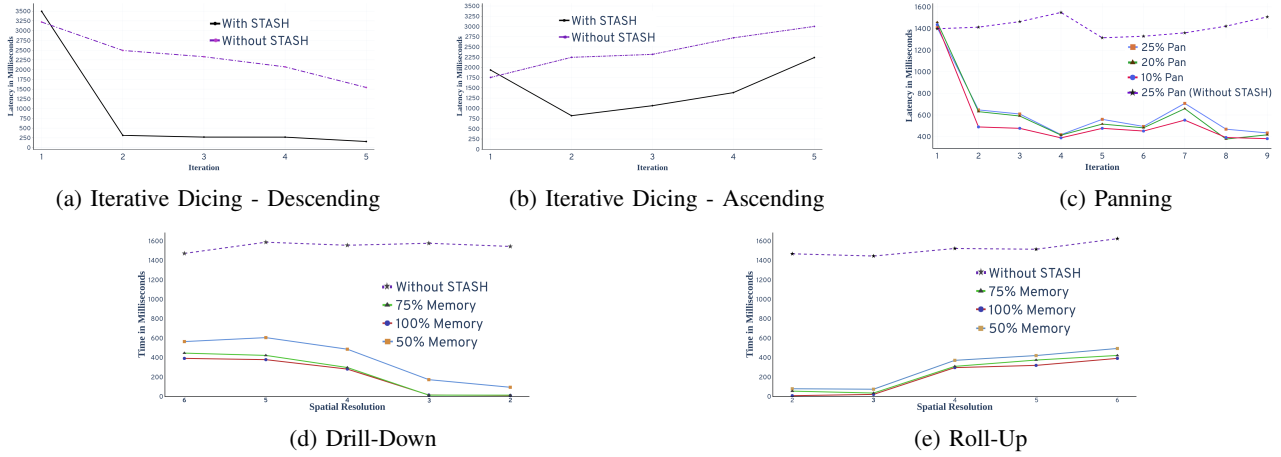 3500
3250
3000
2750
2500
2250
2000
1750
1500
1250
1000
750
500
250
0
Latency in Milliseconds
With STASH
Without STASH
1 2 3 4 5
Iteration
(a) Iterative Dicing - Descending
3500
3250
3000
2750
2500
2250
2000
1750
1500
1250
1000
750
500
250
0
Latency in Milliseconds
With STASH
Without STASH
1 2 3 4 5
Iteration
(b) Iterative Dicing - Ascending
1600
1400
1200
1000
800
600
400
Latency in Milliseconds
25% Pan
20% Pan
10% Pan
25% Pan (Without STASH)
1 2 3 4 5 6 7 8 9
Iteration
(c) Panning
1600
1400
1200
1000
800
600
400
200
0
Time in Milliseconds
Without STASH
75% Memory
100% Memory
50% Memory
6 5 4 3 2
Spatial Resolution
(d) Drill-Down
1600
1400
1200
1000
800
600
400
200
0
Time in Milliseconds
Without STASH
75% Memory
100% Memory
50% Memory
2 3 4 5 6
Spatial Resolution
(e) Roll-Up